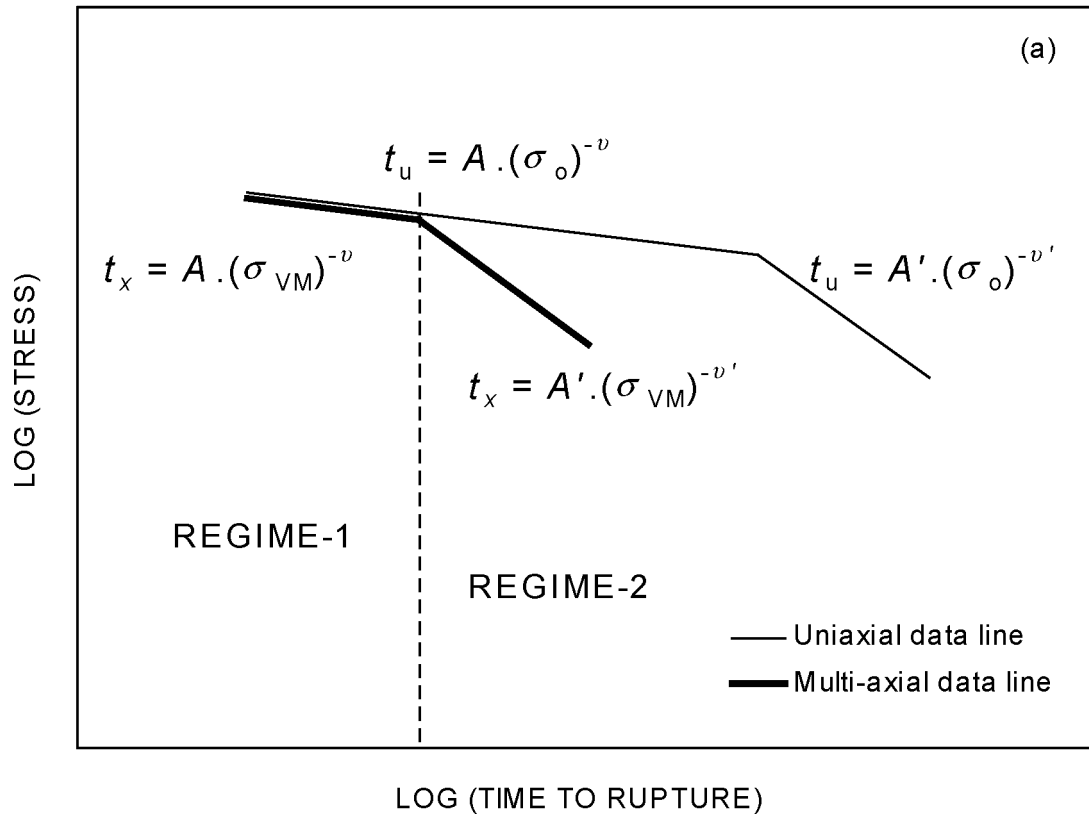 (a)
t_u = A .(σ_o)^{-υ}
t_x = A .(σ_VM)^{-υ}
t_u = A'.(σ_o)^{-υ'}
t_x = A'.(σ_VM)^{-υ'}
LOG (STRESS)
REGIME-1
REGIME-2
Uniaxial data line
Multi-axial data line
LOG (TIME TO RUPTURE)